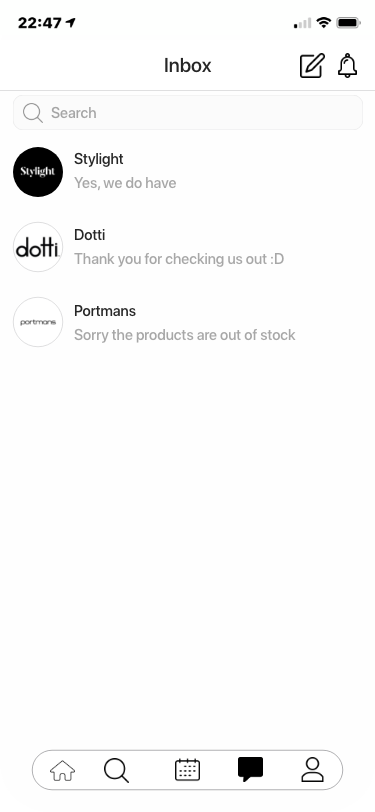 22:47
Inbox
Search
Stylight
Stylight
Yes, we do have
dotti
Dotti
Thank you for checking us out :D
portmans
Portmans
Sorry the products are out of stock